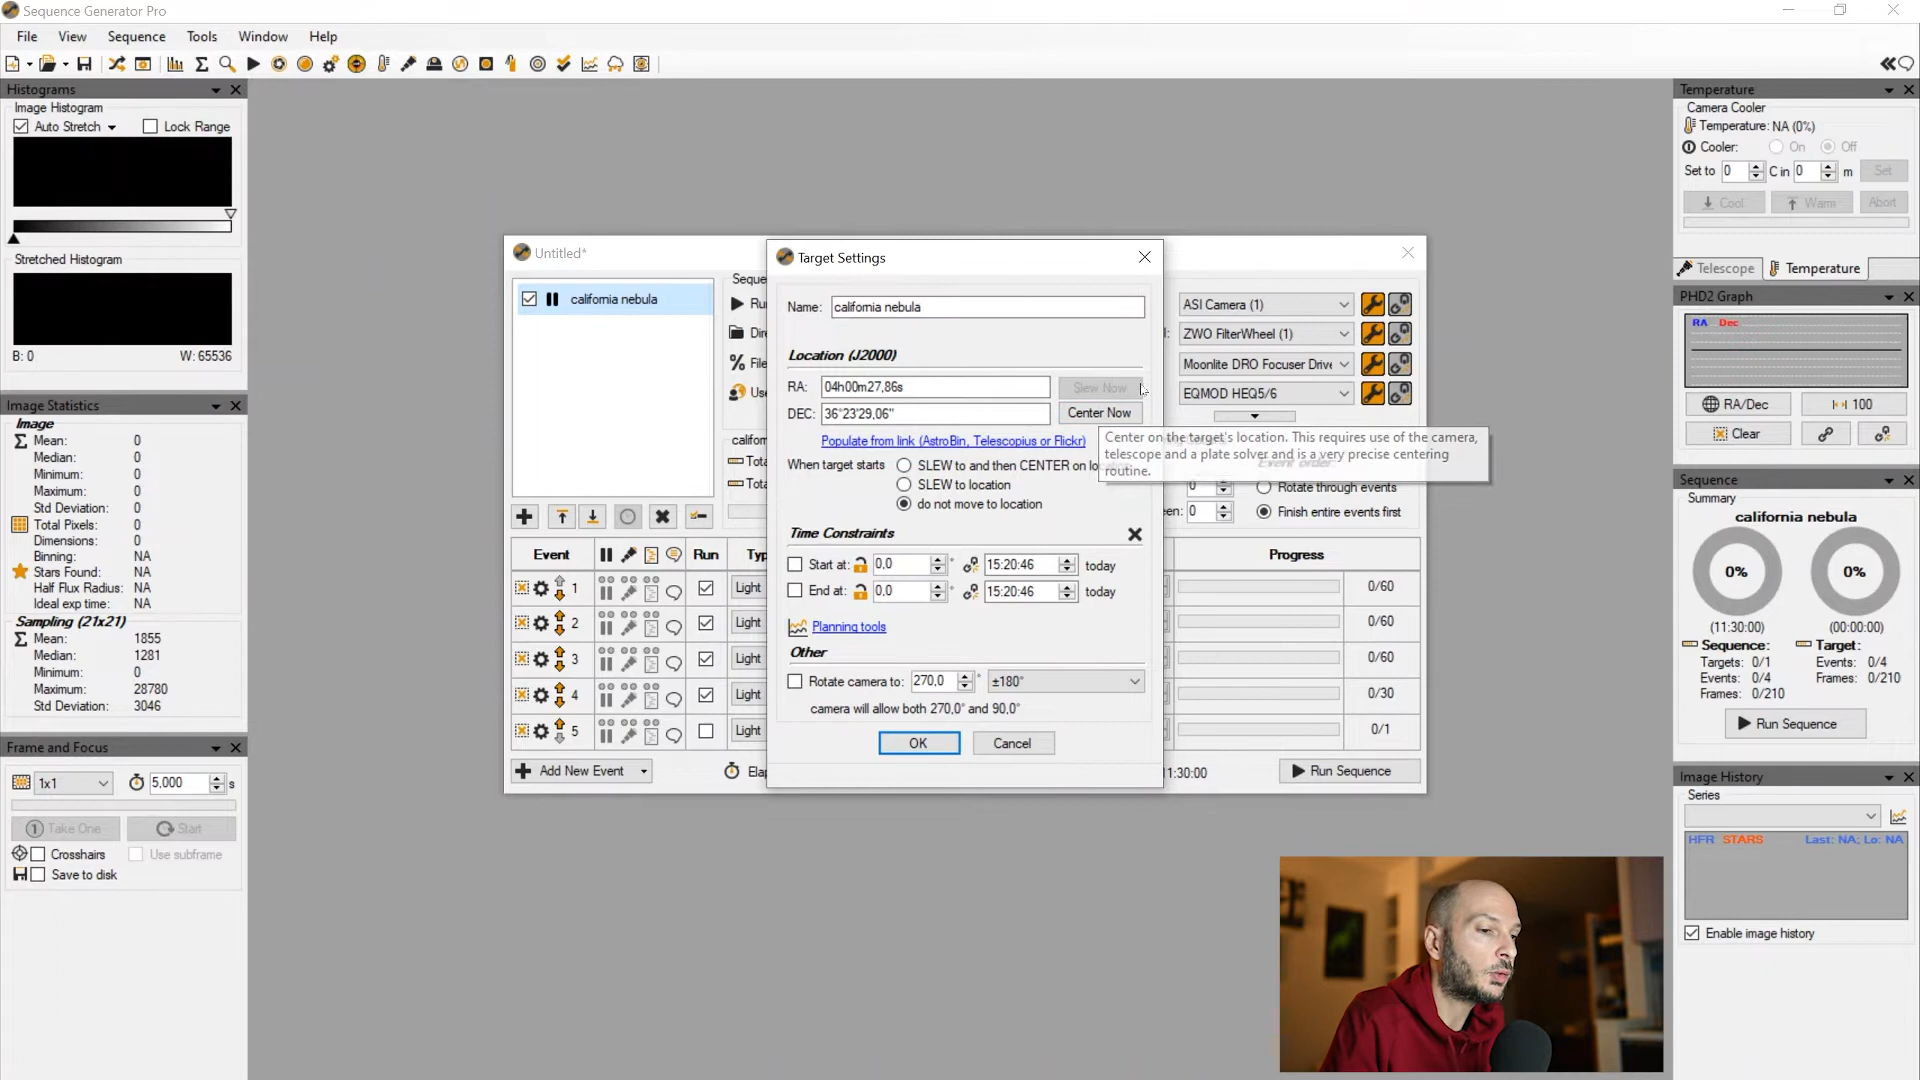 Sequence Generator Pro
File View Sequence Tools Window Help
Histograms
Image Histogram
Auto Stretch Lock Range
Stretched Histogram
B: 0 W: 65536
Image Statistics
Image
Mean: 0
Median: 0
Minimum: 0
Maximum: 0
Std Deviation: 0
Total Pixels: 0
Dimensions: 0
Binning: NA
Stars Found: NA
Half Flux Radius: NA
Ideal exp time: NA
Sampling (21x21)
Mean: 1855
Median: 1281
Minimum: 0
Maximum: 28780
Std Deviation: 3046
Frame and Focus
1x1 5,000 s
1 Take One Start
Crosshairs Use subframe
Save to disk
Untitled*
california nebula
Event Run
1 Light
2 Light
3 Light
4 Light
5 Light
Add New Event
Target Settings
Name: california nebula
Location (J2000)
RA: 04h00m27,86s Slew Now
DEC: 36°23'29,06" Center Now
Populate from link (AstroBin, Telescopius or Flickr)
When target starts SLEW to and then CENTER on
SLEW to location
do not move to location
Time Constraints
Start at: 0,0 ° 15:20:46 today
End at: 0,0 ° 15:20:46 today
Planning tools
Other
Rotate camera to: 270,0 ° ±180°
camera will allow both 270,0° and 90,0°
OK Cancel
Center on the target's location. This requires use of the camera,
telescope and a plate solver and is a very precise centering
routine.
ASI Camera (1)
ZWO FilterWheel (1)
Moonlite DRO Focuser Drive
EQMOD HEQ5/6
Event order
0 Rotate through events
0 Finish entire events first
Progress
0/60
0/60
0/60
0/30
0/1
11:30:00 Run Sequence
Temperature
Camera Cooler
Temperature: NA (0%)
Cooler: On Off
Set to 0 C in 0 m Set
Cool Warm Abort
Telescope Temperature
PHD2 Graph
RA Dec
RA/Dec 100
Clear
Sequence
Summary
california nebula
0% 0%
(11:30:00) (00:00:00)
Sequence: Target:
Targets: 0/1 Events: 0/4
Events: 0/4 Frames: 0/210
Frames: 0/210
Run Sequence
Image History
Series
HFR STARS Last: NA; Lo: NA
Enable image history